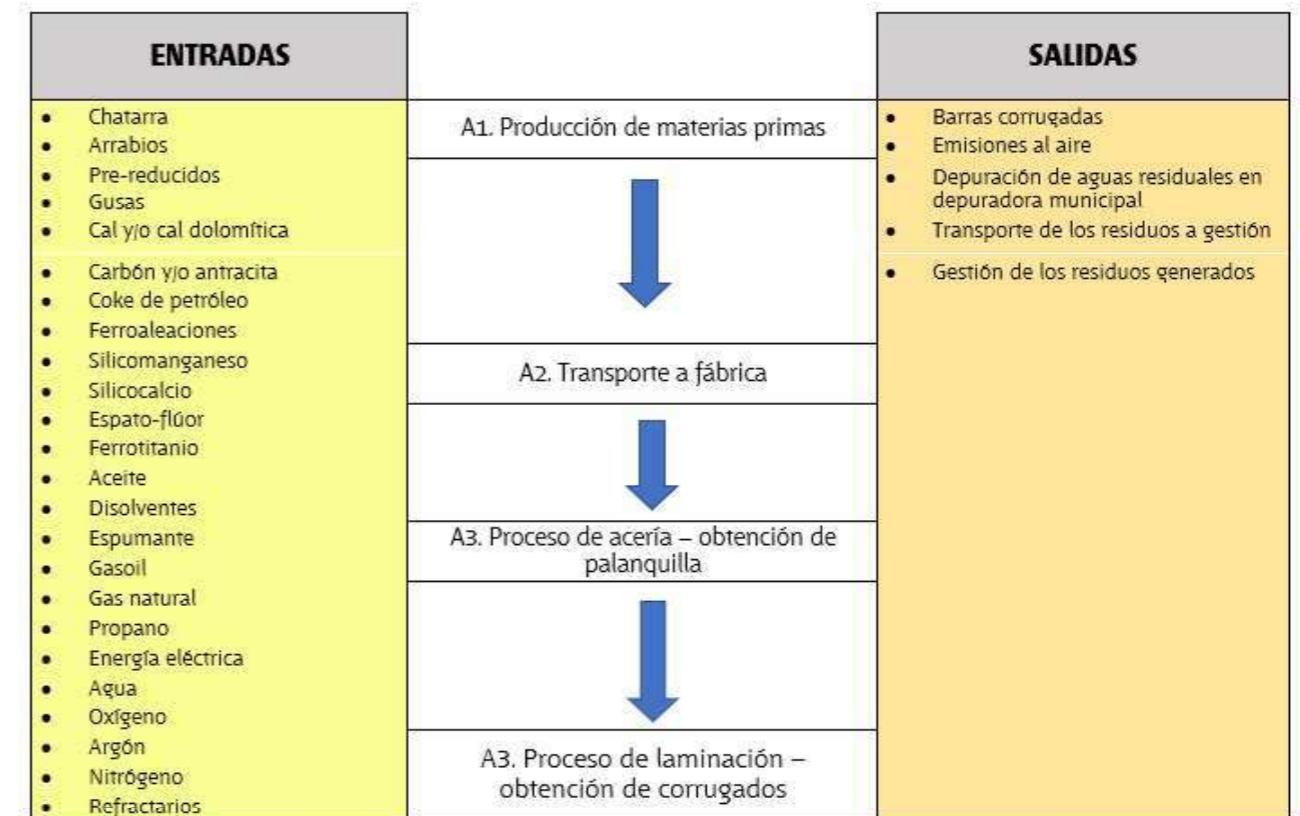 ENTRADAS
• Chatarra
• Arrabios
• Pre-reducidos
• Gusas
• Cal y/o cal dolomítica
• Carbón y/o antracita
• Coke de petróleo
• Ferroaleaciones
• Silicomanganeso
• Silicocalcio
• Espato-flúor
• Ferrotitanio
• Aceite
• Disolventes
• Espumante
• Gasoil
• Gas natural
• Propano
• Energía eléctrica
• Agua
• Oxígeno
• Argón
• Nitrógeno
• Refractarios
A1. Producción de materias primas
A2. Transporte a fábrica
A3. Proceso de acería – obtención de
palanquilla
A3. Proceso de laminación –
obtención de corrugados
SALIDAS
• Barras corrugadas
• Emisiones al aire
• Depuración de aguas residuales en
depuradora municipal
• Transporte de los residuos a gestión
• Gestión de los residuos generados